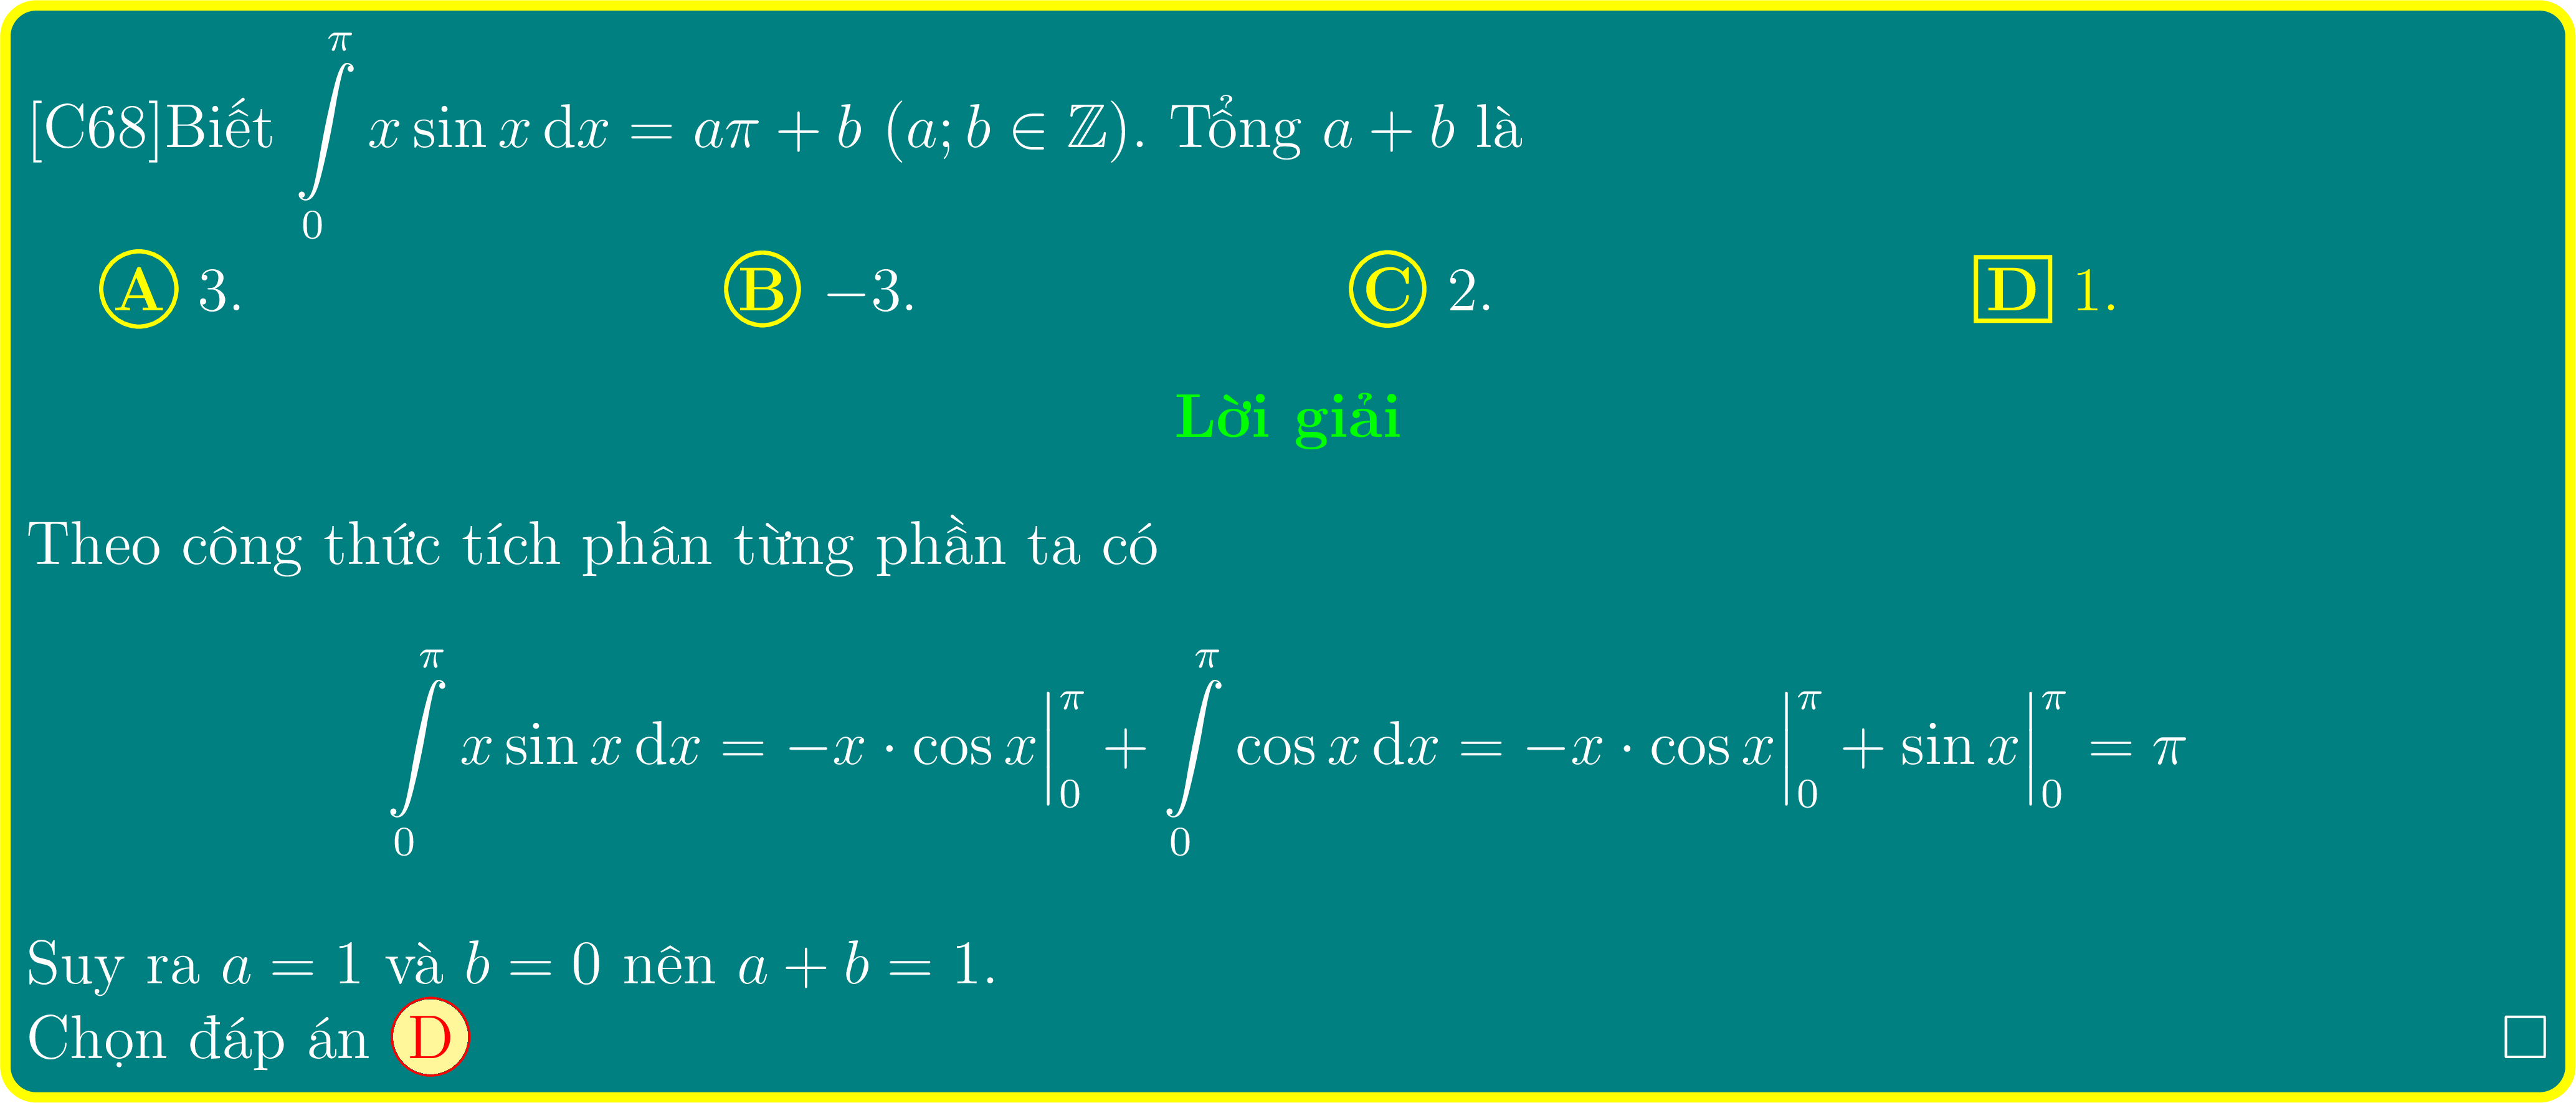 [C68]Biết $\int\limits_0^{\pi} x \sin x \, \mathrm{d}x = a\pi + b \ (a; b \in \mathbb{Z})$. Tổng $a + b$ là
A 3. B −3. C 2. D 1.
Lời giải
Theo công thức tích phân từng phần ta có
$\int\limits_0^{\pi} x \sin x \, \mathrm{d}x = -x \cdot \cos x \Big|_0^{\pi} + \int\limits_0^{\pi} \cos x \, \mathrm{d}x = -x \cdot \cos x \Big|_0^{\pi} + \sin x \Big|_0^{\pi} = \pi$
Suy ra $a = 1$ và $b = 0$ nên $a + b = 1$.
Chọn đáp án D □